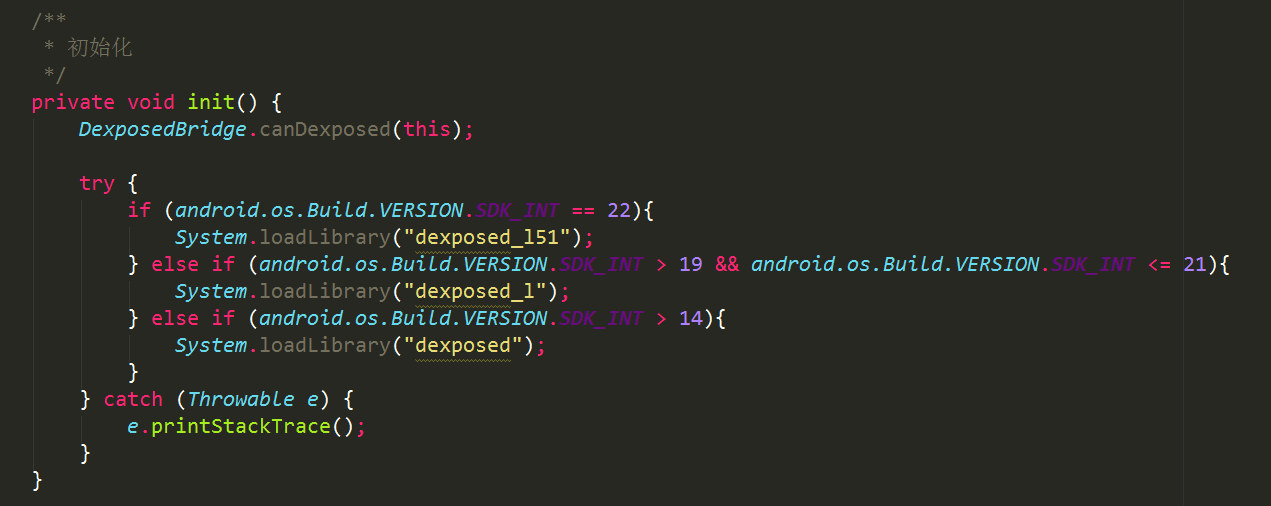 /**
 * 初始化
 */
private void init() {
    DexposedBridge.canDexposed(this);

    try {
        if (android.os.Build.VERSION.SDK_INT == 22){
            System.loadLibrary("dexposed_l51");
        } else if (android.os.Build.VERSION.SDK_INT > 19 && android.os.Build.VERSION.SDK_INT <= 21){
            System.loadLibrary("dexposed_l");
        } else if (android.os.Build.VERSION.SDK_INT > 14){
            System.loadLibrary("dexposed");
        }
    } catch (Throwable e) {
        e.printStackTrace();
    }
}